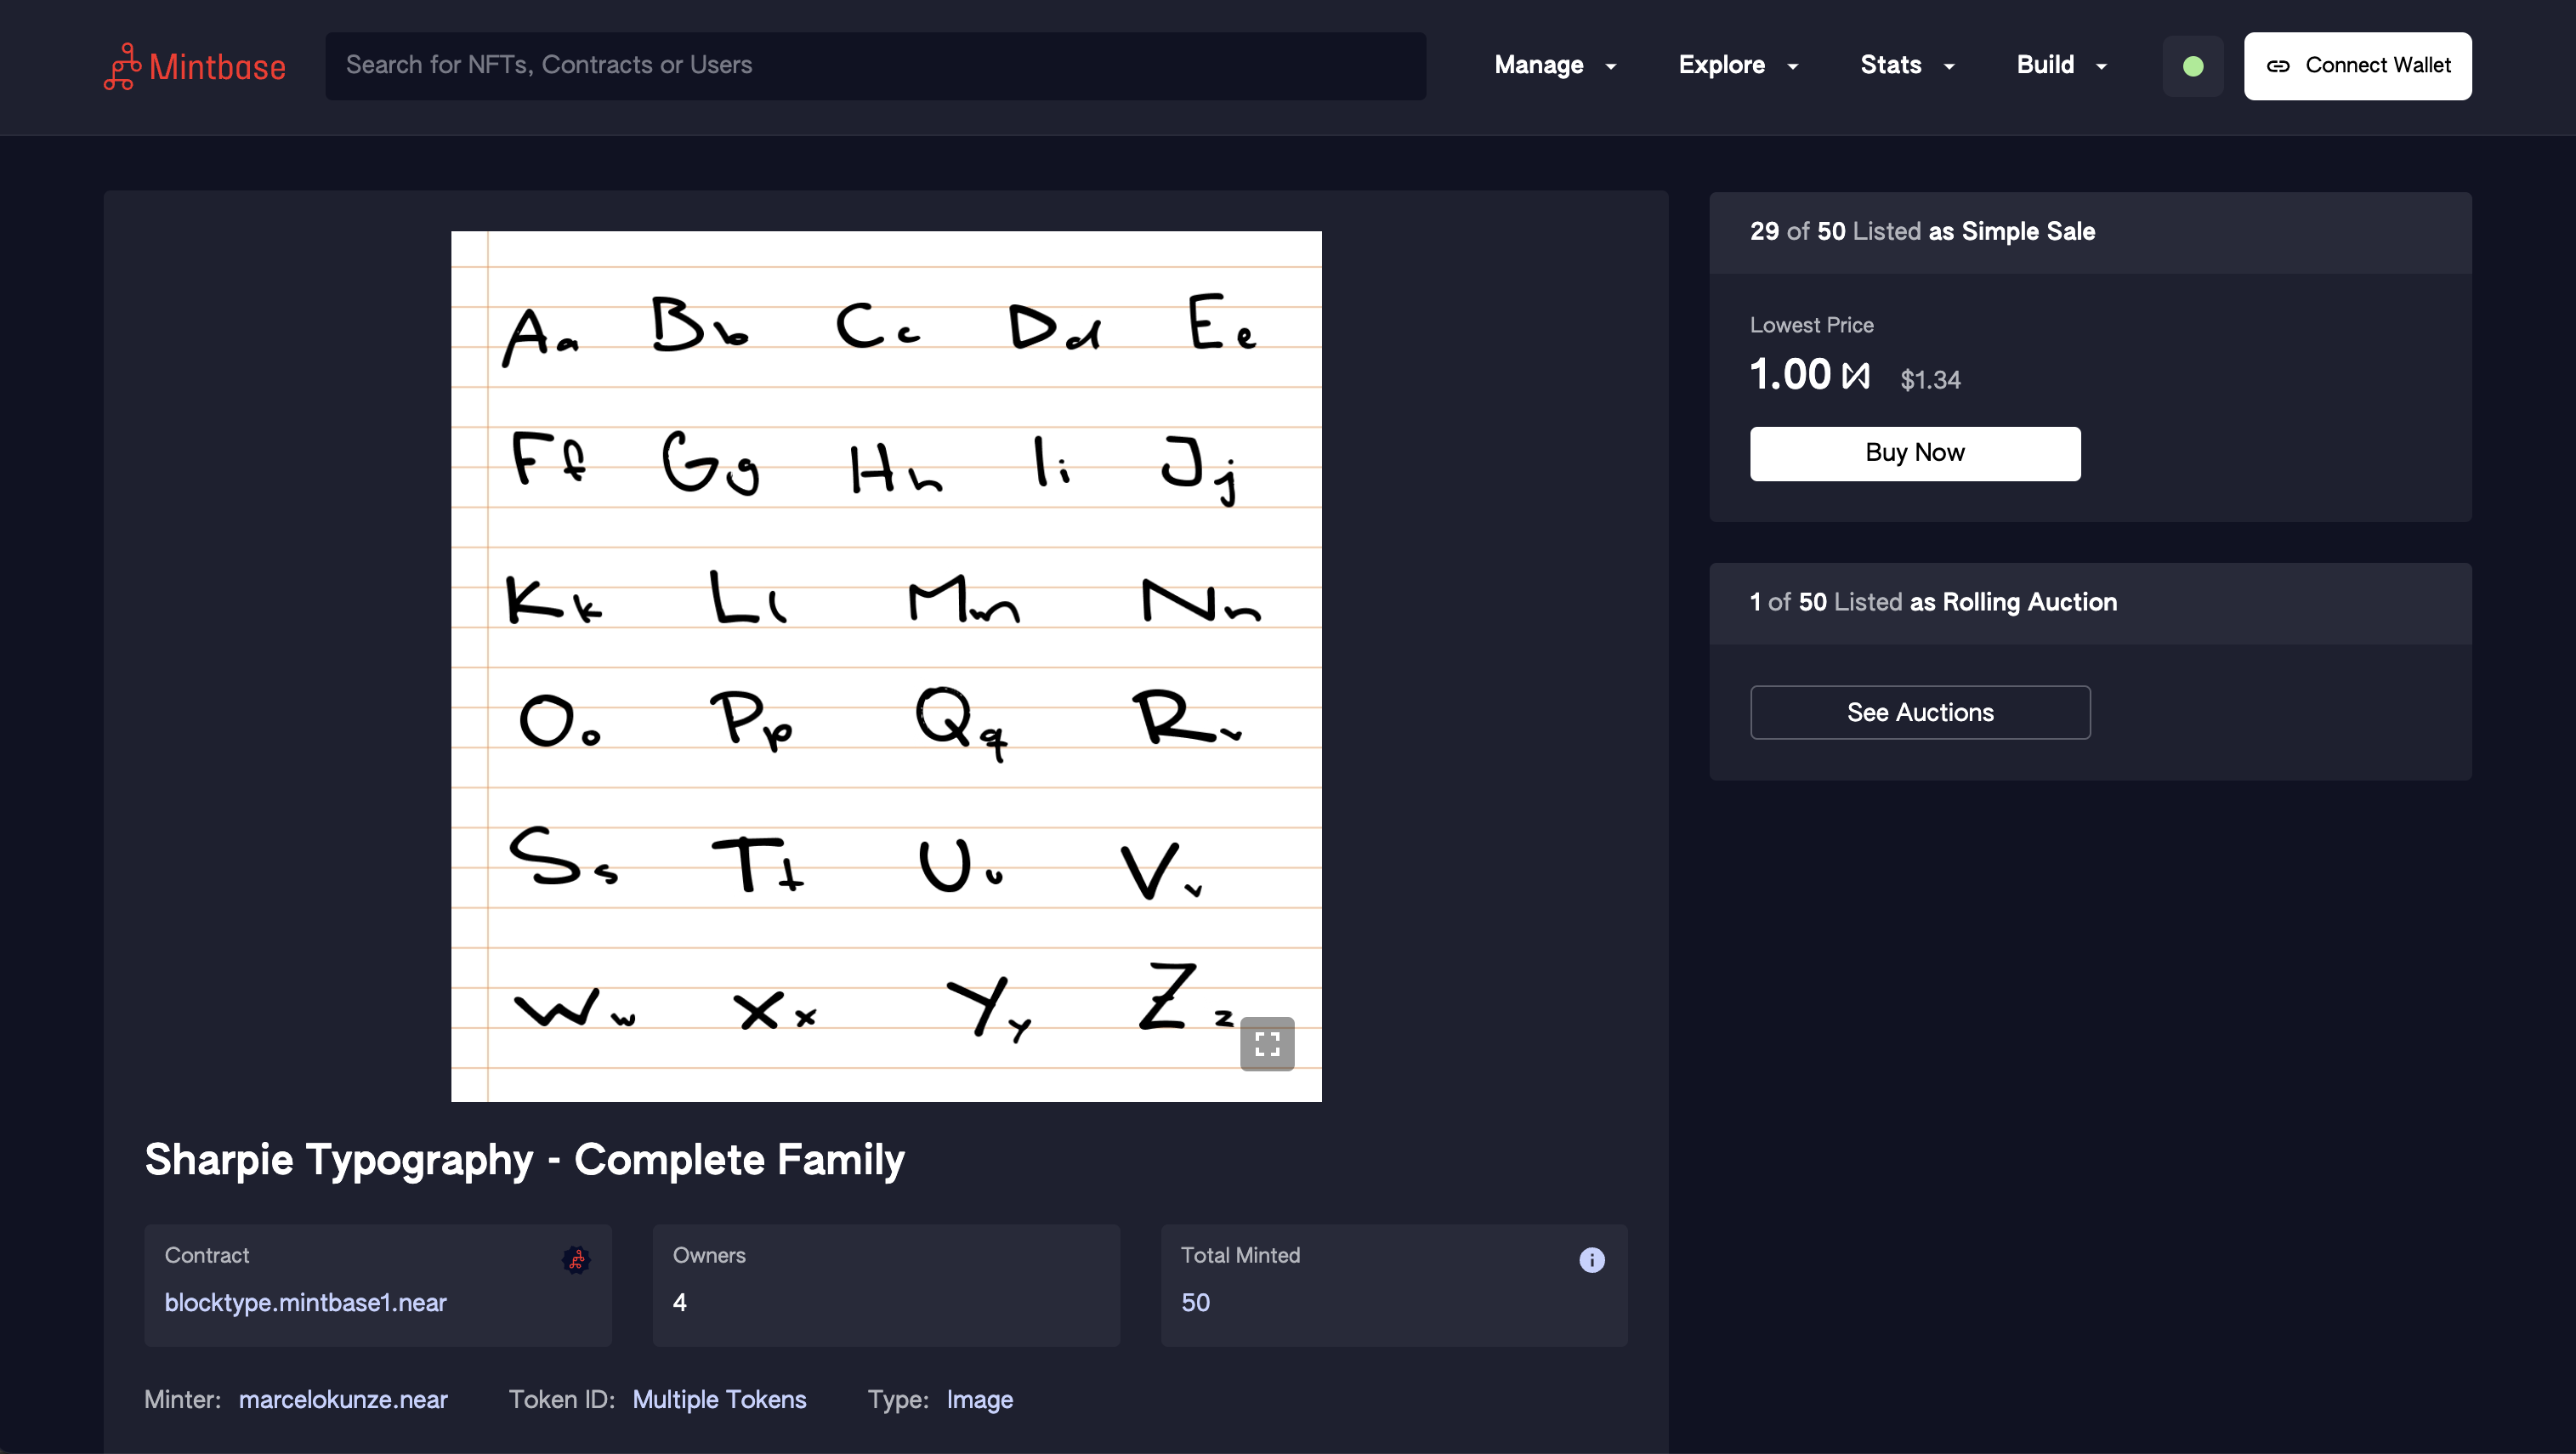 Mintbase
Search for NFTs, Contracts or Users
Manage
Explore
Stats
Build
Connect Wallet
Aa Bb Cc Dd Ee
Ff Gg Hh Ii Jj
Kk Ll Mm Nn
Oo Pp Qq Rr
Ss Tt Uu Vv
Ww Xx Yy Zz
Sharpie Typography - Complete Family
Contract
blocktype.mintbase1.near
Owners
4
Total Minted
50
Minter: marcelokunze.near
Token ID: Multiple Tokens
Type: Image
29 of 50 Listed as Simple Sale
Lowest Price
1.00 $1.34
Buy Now
1 of 50 Listed as Rolling Auction
See Auctions